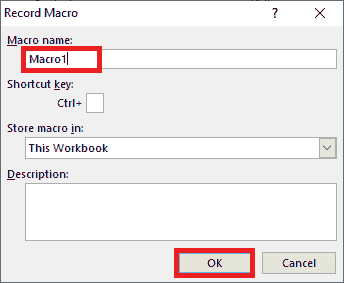 Record Macro ? ×
Macro name:
Macro1
Shortcut key:
Ctrl+
Store macro in:
This Workbook
Description:
OK Cancel